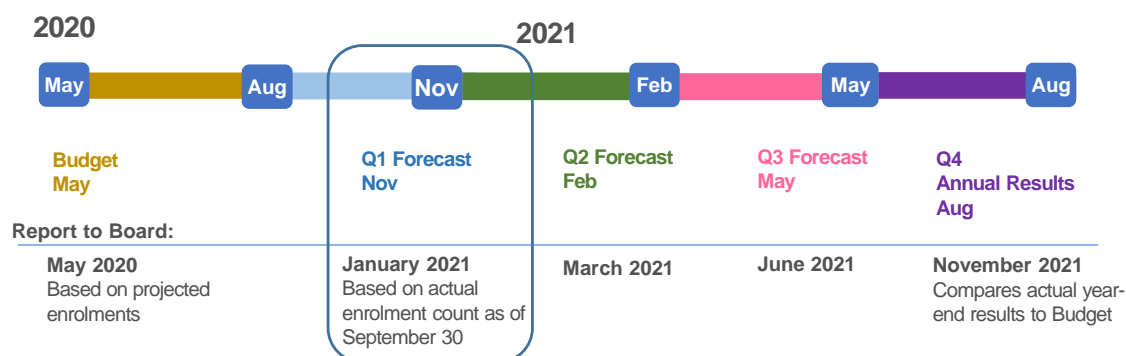 2020
2021
May
Aug
Nov
Feb
May
Aug
Budget
May
Q1 Forecast
Nov
Q2 Forecast
Feb
Q3 Forecast
May
Q4
Annual Results
Aug
Report to Board:
May 2020
Based on projected
enrolments
January 2021
Based on actual
enrolment count as of
September 30
March 2021
June 2021
November 2021
Compares actual year-
end results to Budget